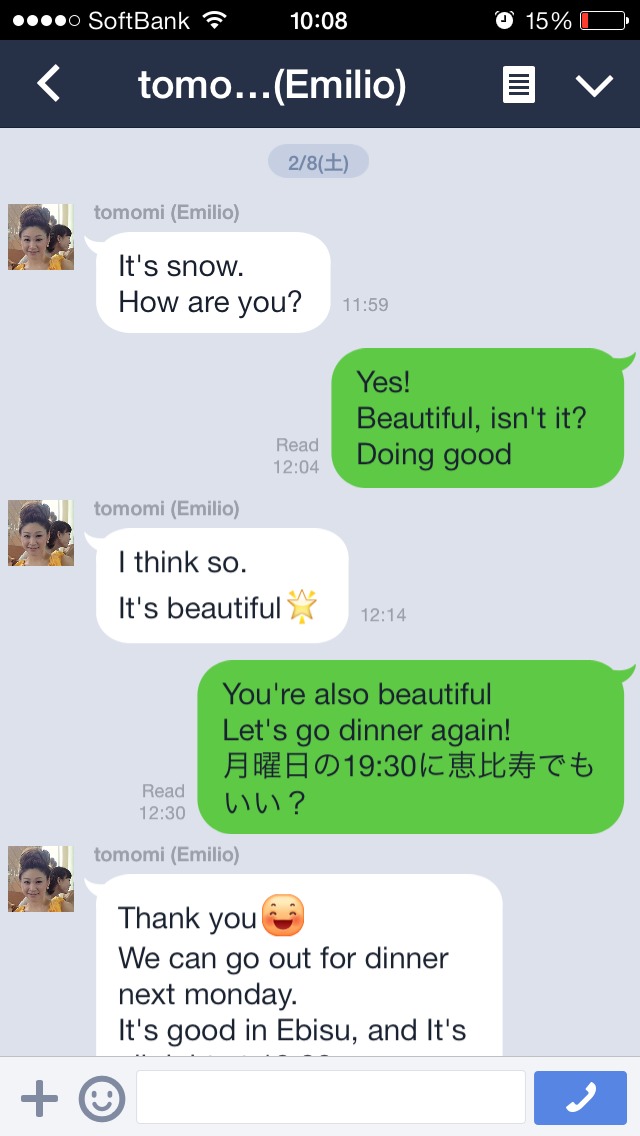 SoftBank 10:08 15%
tomo...(Emilio)
2/8(土)
tomomi (Emilio)
It's snow.
How are you?
11:59
Yes!
Beautiful, isn't it?
Doing good
Read
12:04
tomomi (Emilio)
I think so.
It's beautiful
12:14
You're also beautiful
Let's go dinner again!
月曜日の19:30に恵比寿でも
いい？
Read
12:30
tomomi (Emilio)
Thank you
We can go out for dinner
next monday.
It's good in Ebisu, and It's